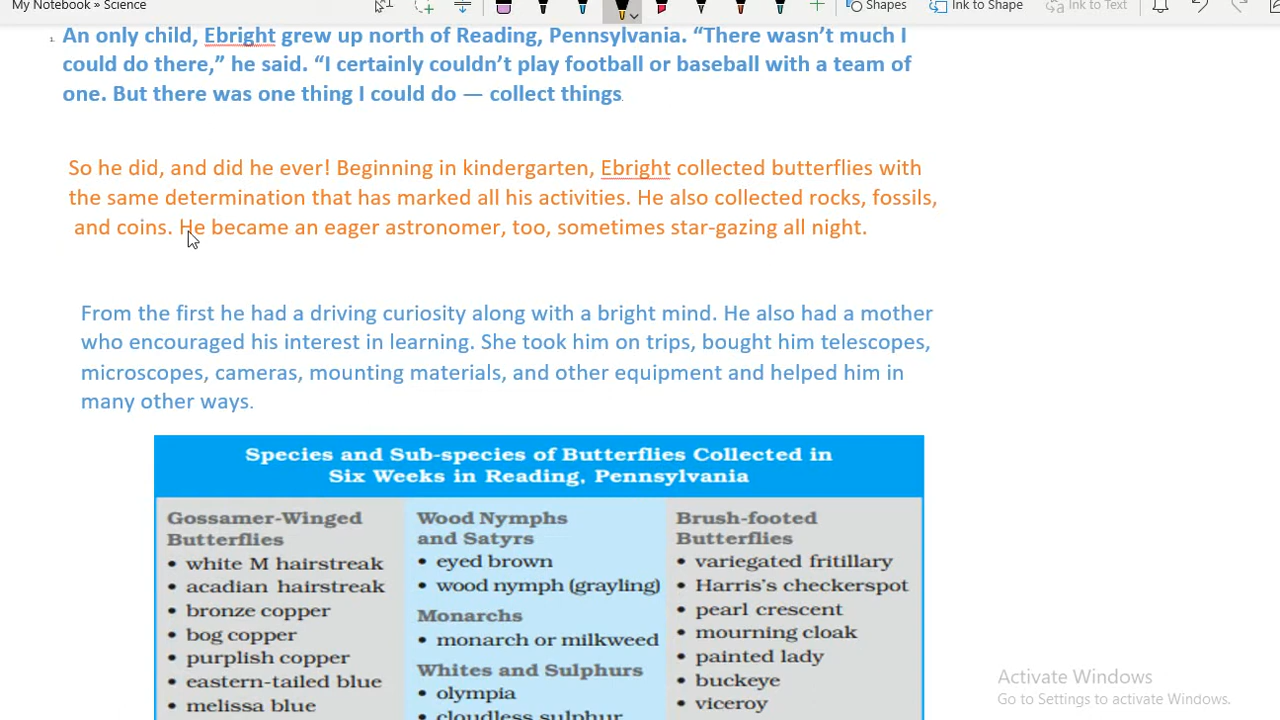 My Notebook » Science
Shapes
Ink to Shape
Ink to Text
1. An only child, Ebright grew up north of Reading, Pennsylvania. “There wasn’t much I
could do there,” he said. “I certainly couldn’t play football or baseball with a team of
one. But there was one thing I could do — collect things.
So he did, and did he ever! Beginning in kindergarten, Ebright collected butterflies with
the same determination that has marked all his activities. He also collected rocks, fossils,
and coins. He became an eager astronomer, too, sometimes star-gazing all night.
From the first he had a driving curiosity along with a bright mind. He also had a mother
who encouraged his interest in learning. She took him on trips, bought him telescopes,
microscopes, cameras, mounting materials, and other equipment and helped him in
many other ways.
Species and Sub-species of Butterflies Collected in
Six Weeks in Reading, Pennsylvania
Gossamer-Winged
Butterflies
• white M hairstreak
• acadian hairstreak
• bronze copper
• bog copper
• purplish copper
• eastern-tailed blue
• melissa blue
Wood Nymphs
and Satyrs
• eyed brown
• wood nymph (grayling)
Monarchs
• monarch or milkweed
Whites and Sulphurs
• olympia
• cloudless sulphur
Brush-footed
Butterflies
• variegated fritillary
• Harris’s checkerspot
• pearl crescent
• mourning cloak
• painted lady
• buckeye
• viceroy
Activate Windows
Go to Settings to activate Windows.